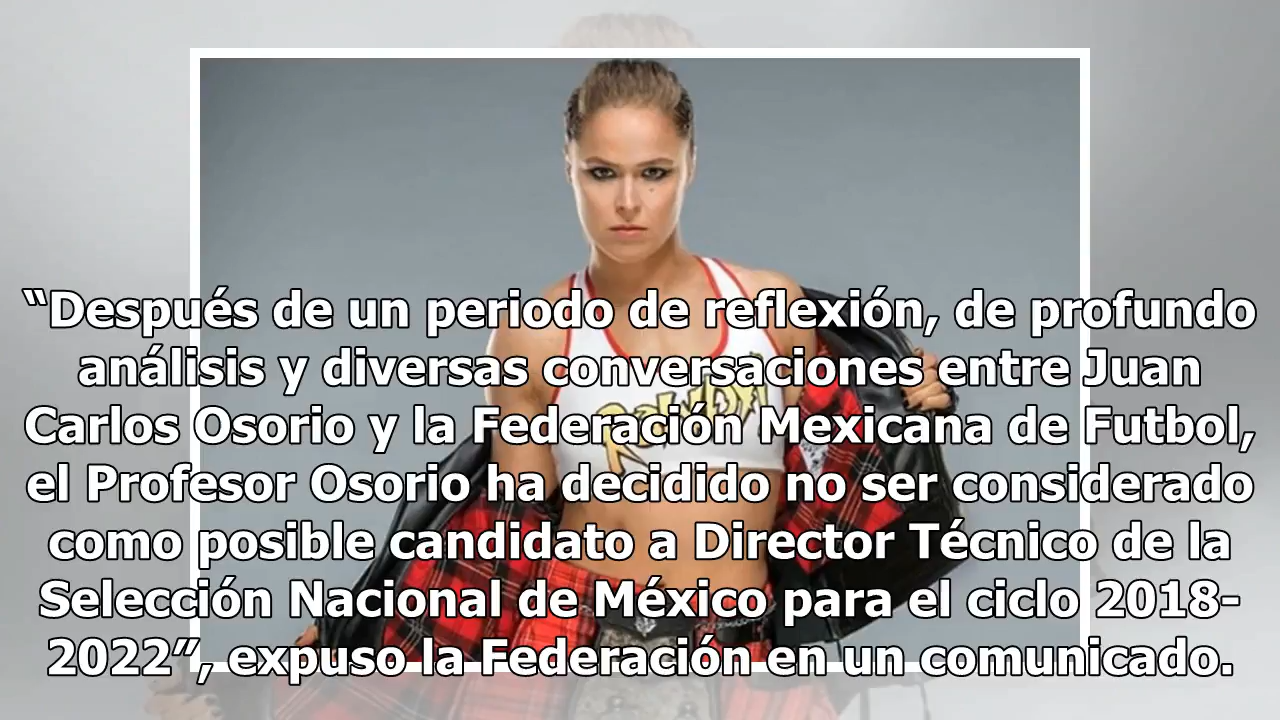 “Después de un periodo de reflexión, de profundo
análisis y diversas conversaciones entre Juan
Carlos Osorio y la Federación Mexicana de Futbol,
el Profesor Osorio ha decidido no ser considerado
como posible candidato a Director Técnico de la
Selección Nacional de México para el ciclo 2018-
2022”, expuso la Federación en un comunicado.